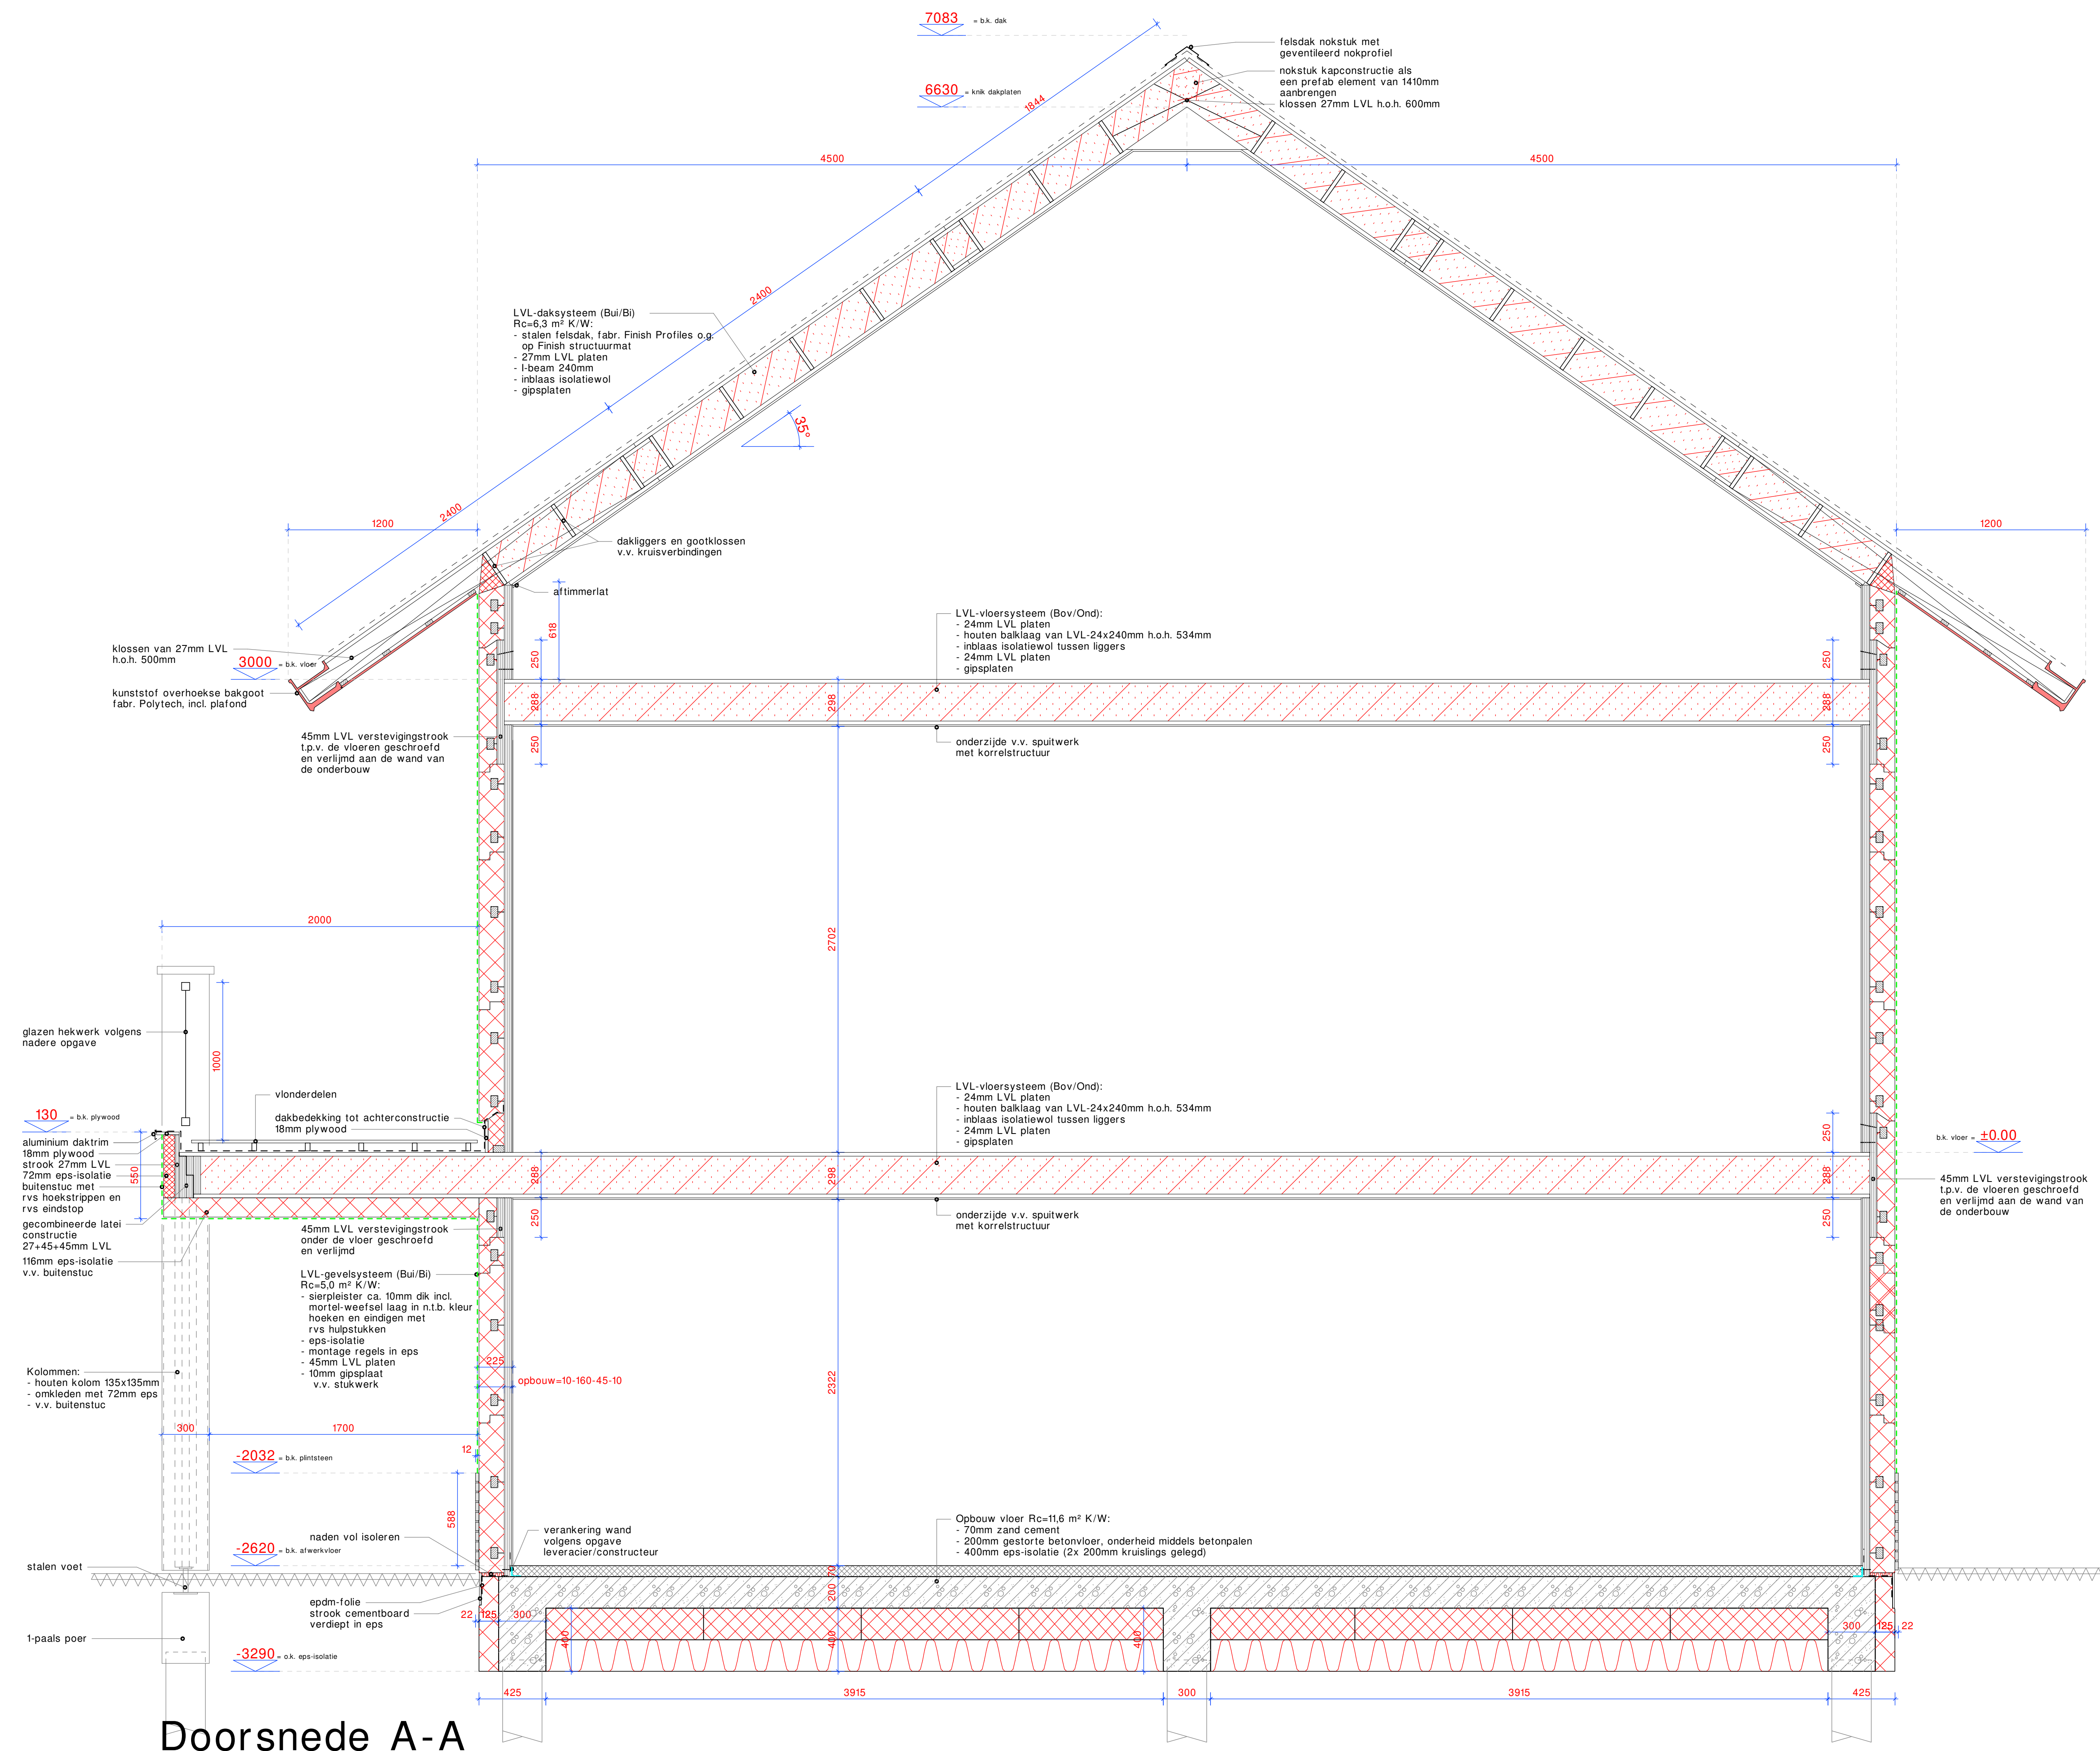 7083 = b.k. dak
felsdak nokstuk met
geventileerd nokprofiel
nokstuk kapconstructie als
een prefab element van 1410mm
aanbrengen
klossen 27mm LVL h.o.h. 600mm
6630 = knik dakplaten
1844
4500
4500
2400
LVL-daksysteem (Bui/Bi)
Rc=6,3 m² K/W:
- stalen felsdak, fabr. Finish Profiles o.g.
op Finish structuurmat
- 27mm LVL platen
- I-beam 240mm
- inblaas isolatiewol
- gipsplaten
35°
2400
1200
1200
dakliggers en gootklossen
v.v. kruisverbindingen
aftimmerlat
618
LVL-vloersysteem (Bov/Ond):
- 24mm LVL platen
- houten balklaag van LVL-24x240mm h.o.h. 534mm
- inblaas isolatiewol tussen liggers
- 24mm LVL platen
- gipsplaten
klossen van 27mm LVL
h.o.h. 500mm
3000 = b.k. vloer
kunststof overhoekse bakgoot
fabr. Polytech, incl. plafond
250
250
288
298
288
45mm LVL verstevigingstrook
t.p.v. de vloeren geschroefd
en verlijmd aan de wand van
de onderbouw
250
250
onderzijde v.v. spuitwerk
met korrelstructuur
2000
2702
glazen hekwerk volgens
nadere opgave
1000
vlonderdelen
dakbedekking tot achterconstructie
18mm plywood
130 = b.k. plywood
LVL-vloersysteem (Bov/Ond):
- 24mm LVL platen
- houten balklaag van LVL-24x240mm h.o.h. 534mm
- inblaas isolatiewol tussen liggers
- 24mm LVL platen
- gipsplaten
250
b.k. vloer = ±0.00
aluminium daktrim
18mm plywood
strook 27mm LVL
72mm eps-isolatie
buitenstuc met
rvs hoekstrippen en
rvs eindstop
550
288
298
288
45mm LVL verstevigingstrook
t.p.v. de vloeren geschroefd
en verlijmd aan de wand van
de onderbouw
gecombineerde latei
constructie
27+45+45mm LVL
116mm eps-isolatie
v.v. buitenstuc
45mm LVL verstevigingstrook
onder de vloer geschroefd
en verlijmd
250
250
onderzijde v.v. spuitwerk
met korrelstructuur
LVL-gevelsysteem (Bui/Bi)
Rc=5,0 m² K/W:
- sierpleister ca. 10mm dik incl.
mortel-weefsel laag in n.t.b. kleur
hoeken en eindigen met
rvs hulpstukken
- eps-isolatie
- montage regels in eps
- 45mm LVL platen
- 10mm gipsplaat
v.v. stukwerk
225
opbouw=10-160-45-10
2322
Kolommen:
- houten kolom 135x135mm
- omkleden met 72mm eps
- v.v. buitenstuc
300
1700
12
-2032 = b.k. plintsteen
588
naden vol isoleren
-2620 = b.k. afwerkvloer
verankering wand
volgens opgave
leveracier/constructeur
Opbouw vloer Rc=11,6 m² K/W:
- 70mm zand cement
- 200mm gestorte betonvloer, onderheid middels betonpalen
- 400mm eps-isolatie (2x 200mm kruislings gelegd)
stalen voet
70
200
epdm-folie
strook cementboard
verdiept in eps
22
125
300
400
400
400
300
125
22
1-paals poer
-3290 = o.k. eps-isolatie
425
3915
300
3915
425
Doorsnede A-A